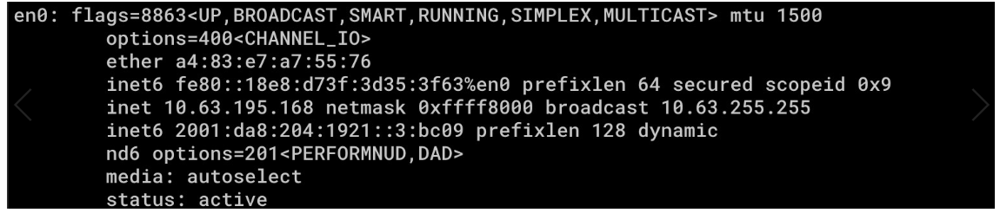 en0: flags=8863<UP,BROADCAST,SMART,RUNNING,SIMPLEX,MULTICAST> mtu 1500
options=400<CHANNEL_IO>
ether a4:83:e7:a7:55:76
inet6 fe80::18e8:d73f:3d35:3f63%en0 prefixlen 64 secured scopeid 0x9
inet 10.63.195.168 netmask 0xffff8000 broadcast 10.63.255.255
inet6 2001:da8:204:1921::3:bc09 prefixlen 128 dynamic
nd6 options=201<PERFORMNUD,DAD>
media: autoselect
status: active